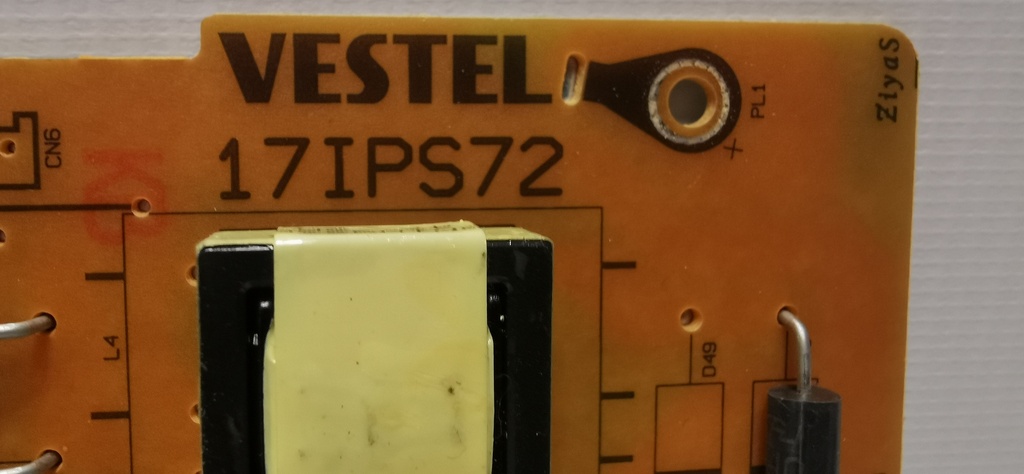 VESTEL
17IPS72
PL1
+
ZiyaS
CN6
L4
D49